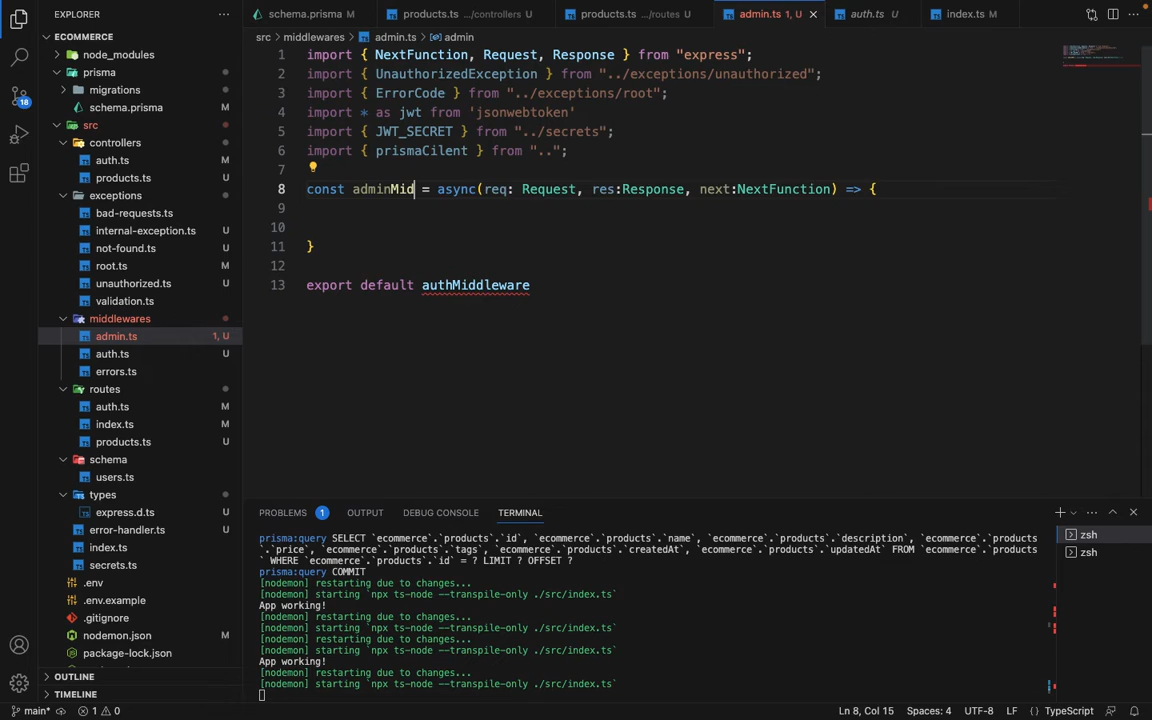 EXPLORER
schema.prisma M
products.ts .../controllers U
products.ts .../routes U
admin.ts 1, U
auth.ts U
index.ts M
ECOMMERCE
src > middlewares > admin.ts > admin
node_modules
prisma
migrations
schema.prisma M
src
controllers
auth.ts M
products.ts U
exceptions
bad-requests.ts U
internal-exception.ts U
not-found.ts U
root.ts M
unauthorized.ts U
validation.ts U
middlewares
admin.ts 1, U
auth.ts U
errors.ts U
routes
auth.ts M
index.ts M
products.ts U
schema
users.ts U
types
express.d.ts U
error-handler.ts U
index.ts M
secrets.ts U
.env
.env.example U
.gitignore
nodemon.json M
package-lock.json
OUTLINE
TIMELINE
18
1 import { NextFunction, Request, Response } from "express";
2 import { UnauthorizedException } from "../exceptions/unauthorized";
3 import { ErrorCode } from "../exceptions/root";
4 import * as jwt from 'jsonwebtoken'
5 import { JWT_SECRET } from "../secrets";
6 import { prismaCilent } from "..";
7
8 const adminMid = async(req: Request, res:Response, next:NextFunction) => {
9
10
11 }
12
13 export default authMiddleware
PROBLEMS 1 OUTPUT DEBUG CONSOLE TERMINAL
prisma:query SELECT `ecommerce`.`products`.`id`, `ecommerce`.`products`.`name`, `ecommerce`.`products`.`description`, `ecommerce`.`products
`.`price`, `ecommerce`.`products`.`tags`, `ecommerce`.`products`.`createdAt`, `ecommerce`.`products`.`updatedAt` FROM `ecommerce`.`products`
WHERE `ecommerce`.`products`.`id` = ? LIMIT ? OFFSET ?
prisma:query COMMIT
[nodemon] restarting due to changes...
[nodemon] starting `npx ts-node --transpile-only ./src/index.ts`
App working!
[nodemon] restarting due to changes...
[nodemon] starting `npx ts-node --transpile-only ./src/index.ts`
[nodemon] restarting due to changes...
[nodemon] starting `npx ts-node --transpile-only ./src/index.ts`
App working!
[nodemon] restarting due to changes...
[nodemon] starting `npx ts-node --transpile-only ./src/index.ts`
zsh
zsh
main* 1 0 Ln 8, Col 15 Spaces: 4 UTF-8 LF {} TypeScript